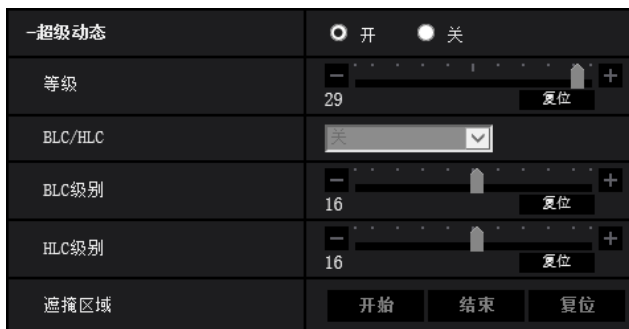 -超级动态 开 关
等级 29 复位
BLC/HLC 关
BLC级别 16 复位
HLC级别 16 复位
遮掩区域 开始 结束 复位